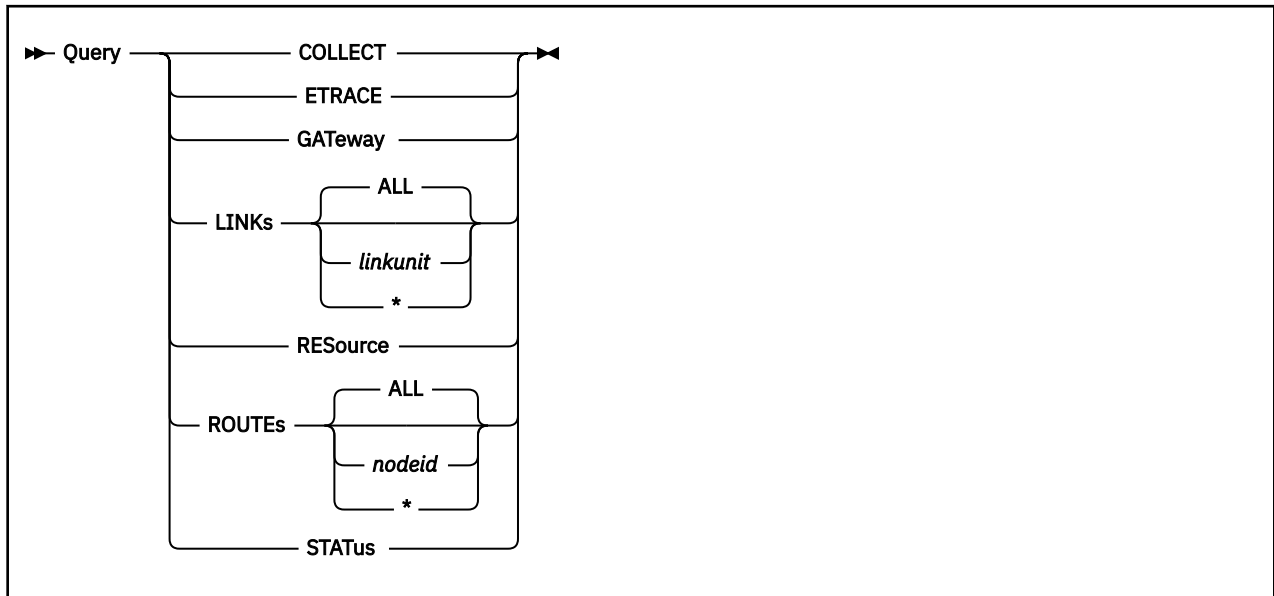 Query COLLECT
ETRACE
GATeway
ALL
LINKs
linkunit
*
RESource
ALL
ROUTEs
nodeid
*
STATus